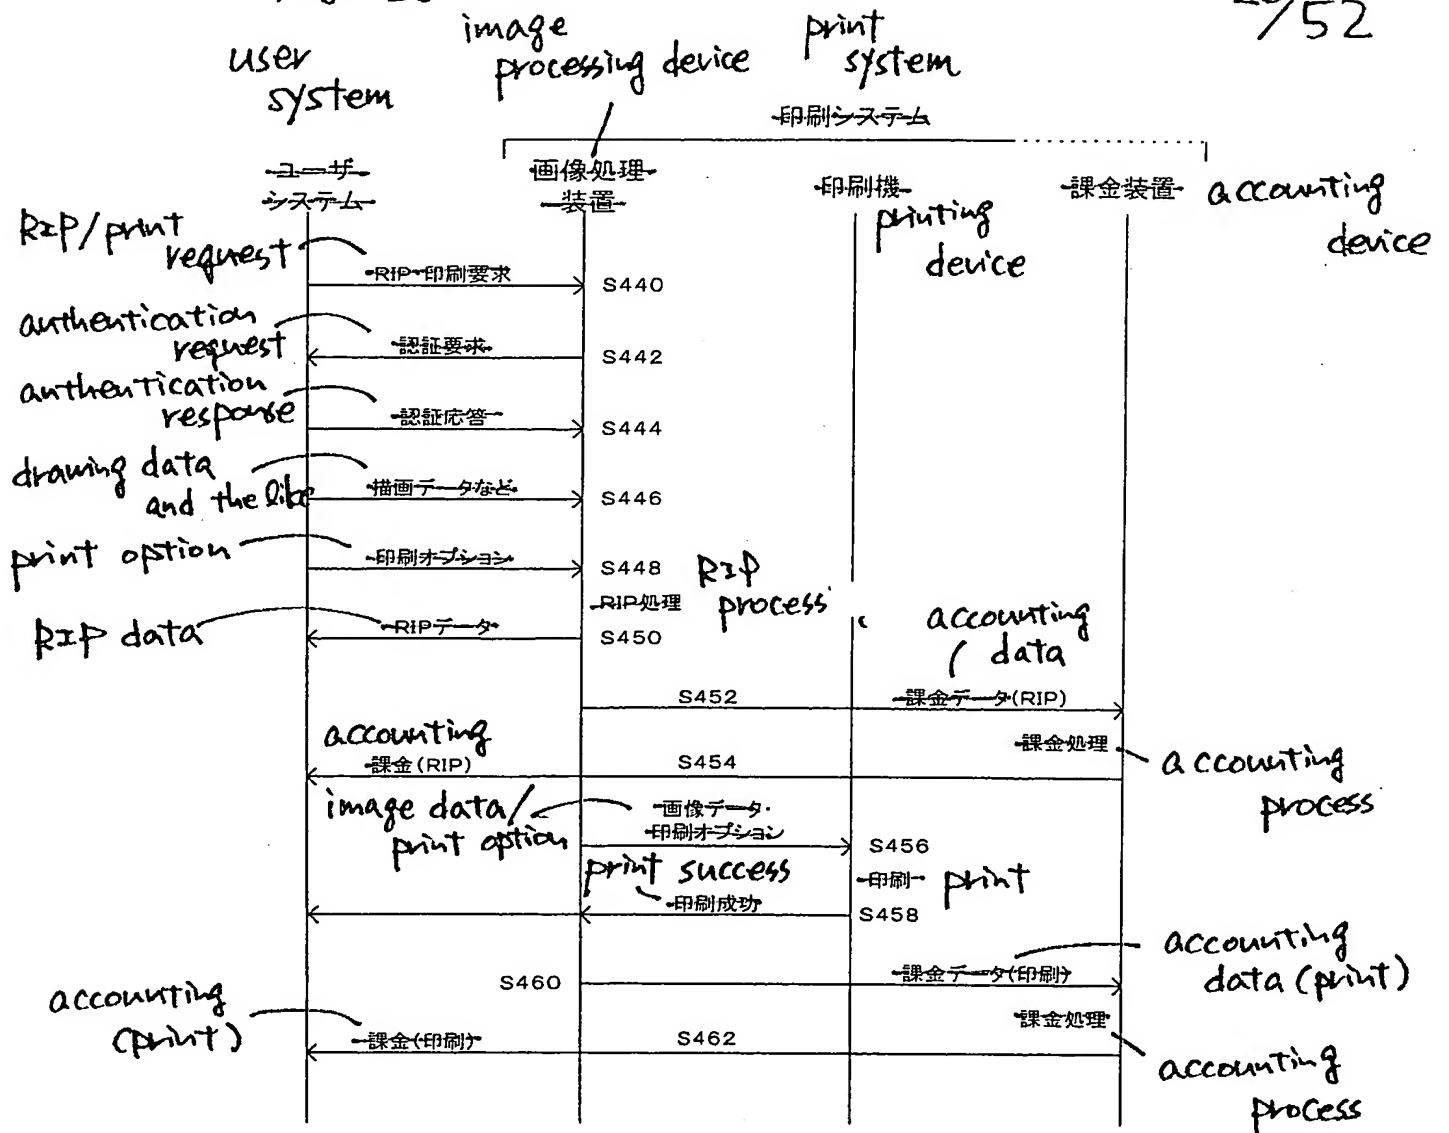 /52
user
system
image
processing device
print
system
印刷システム
ユーザ
システム
画像処理
装置
印刷機
printing
device
課金装置
accounting
device
RIP/print
request
RIP・印刷要求
S440
authentication
request
認証要求
S442
authentication
response
認証応答
S444
drawing data
and the like
描画データなど
S446
print option
印刷オプション
S448
RIP処理
RIP
process
RIP data
RIPデータ
S450
accounting
data
S452
課金データ(RIP)
accounting
課金(RIP)
S454
課金処理
accounting
process
image data/
print option
画像データ・
印刷オプション
S456
印刷
print
print success
印刷成功
S458
accounting
data (print)
S460
課金データ(印刷)
課金処理
accounting
process
accounting
(print)
課金(印刷)
S462